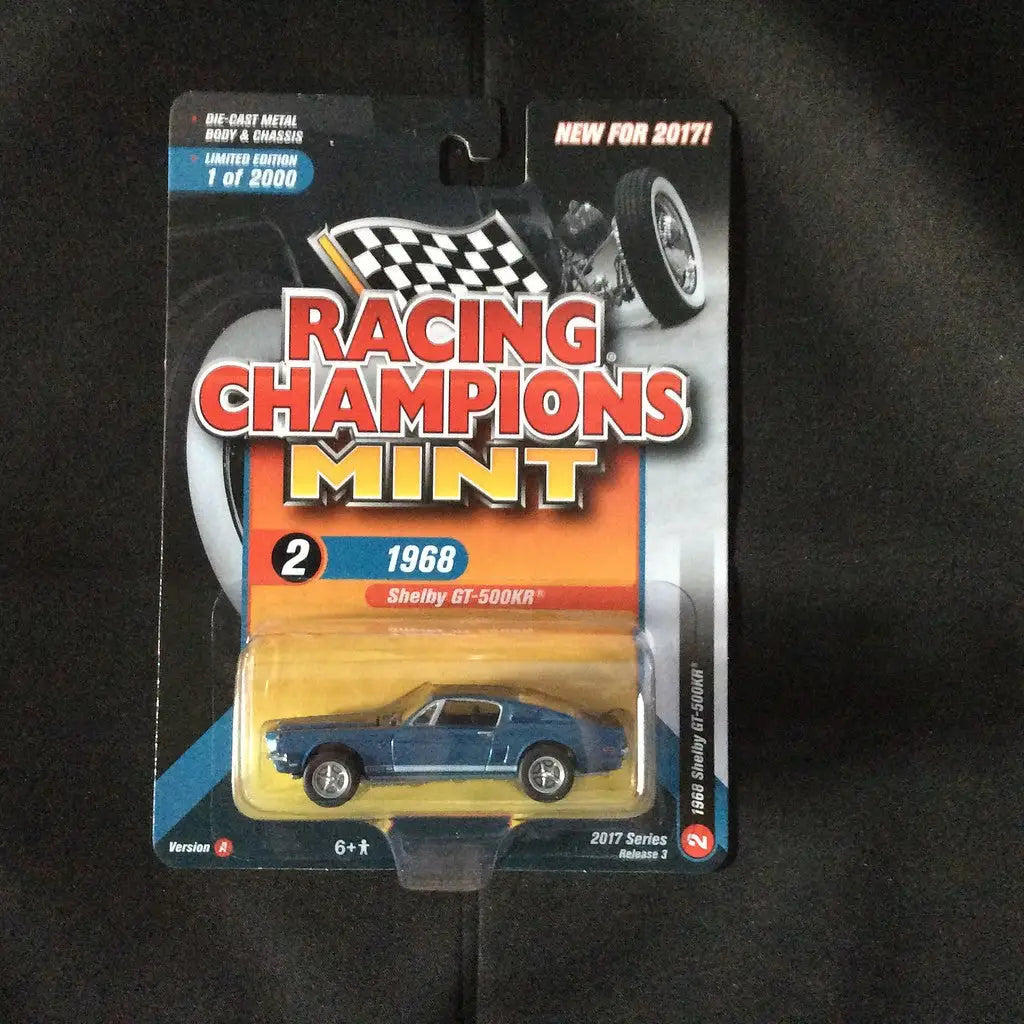 DIE-CAST METAL
BODY & CHASSIS
LIMITED EDITION
1 of 2000
NEW FOR 2017!
RACING
CHAMPIONS®
MINT
2
1968
Shelby GT-500KR®
1968 Shelby GT-500KR®
2
Version A
6+
2017 Series
Release 3